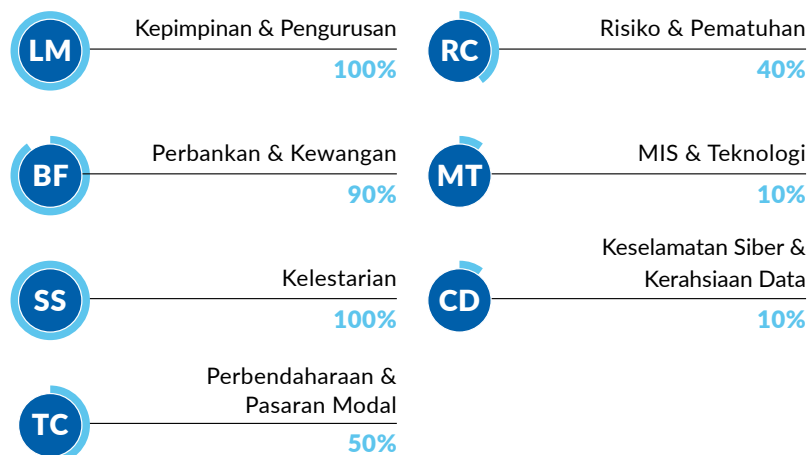 LM
Kepimpinan & Pengurusan
100%
BF
Perbankan & Kewangan
90%
SS
Kelestarian
100%
TC
Perbendaharaan &
Pasaran Modal
50%
RC
Risiko & Pematuhan
40%
MT
MIS & Teknologi
10%
CD
Keselamatan Siber &
Kerahsiaan Data
10%